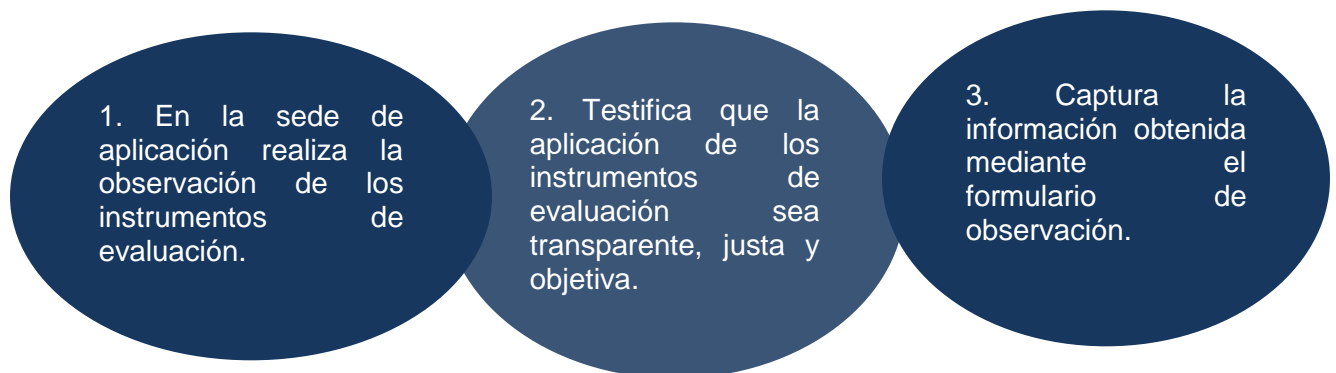 1. En la sede de
aplicación realiza la
observación de los
instrumentos de
evaluación.
2. Testifica que la
aplicación de los
instrumentos de
evaluación sea
transparente, justa y
objetiva.
3. Captura la
información obtenida
mediante el
formulario de
observación.